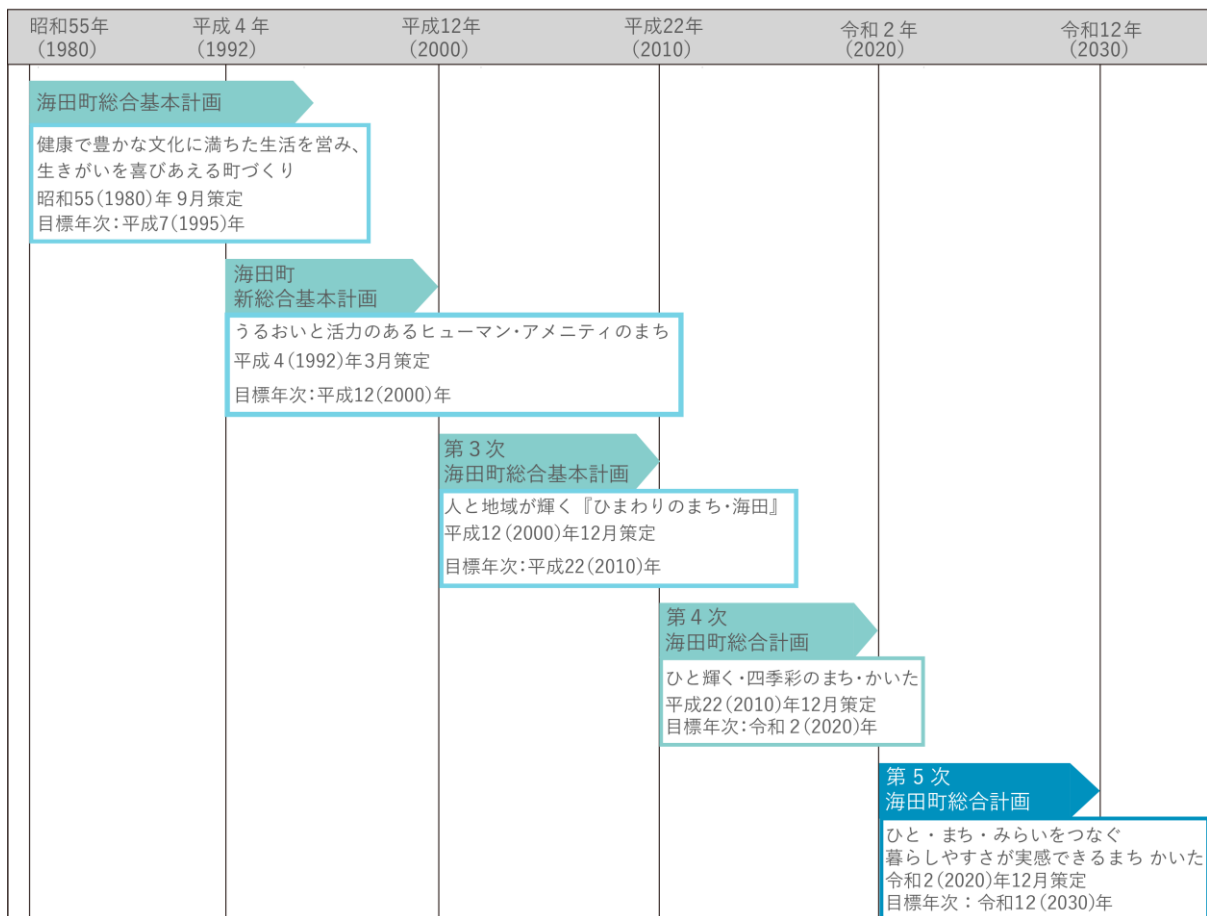 昭和55年
(1980)
平成4年
(1992)
平成12年
(2000)
平成22年
(2010)
令和2年
(2020)
令和12年
(2030)
海田町総合基本計画
健康で豊かな文化に満ちた生活を営み、
生きがいを喜びあえる町づくり
昭和55(1980)年9月策定
目標年次:平成7(1995)年
海田町
新総合基本計画
うるおいと活力のあるヒューマン・アメニティのまち
平成4(1992)年3月策定
目標年次:平成12(2000)年
第3次
海田町総合基本計画
人と地域が輝く『ひまわりのまち・海田』
平成12(2000)年12月策定
目標年次:平成22(2010)年
第4次
海田町総合計画
ひと輝く・四季彩のまち・かいた
平成22(2010)年12月策定
目標年次:令和2(2020)年
第5次
海田町総合計画
ひと・まち・みらいをつなぐ
暮らしやすさが実感できるまち かいた
令和2(2020)年12月策定
目標年次:令和12(2030)年